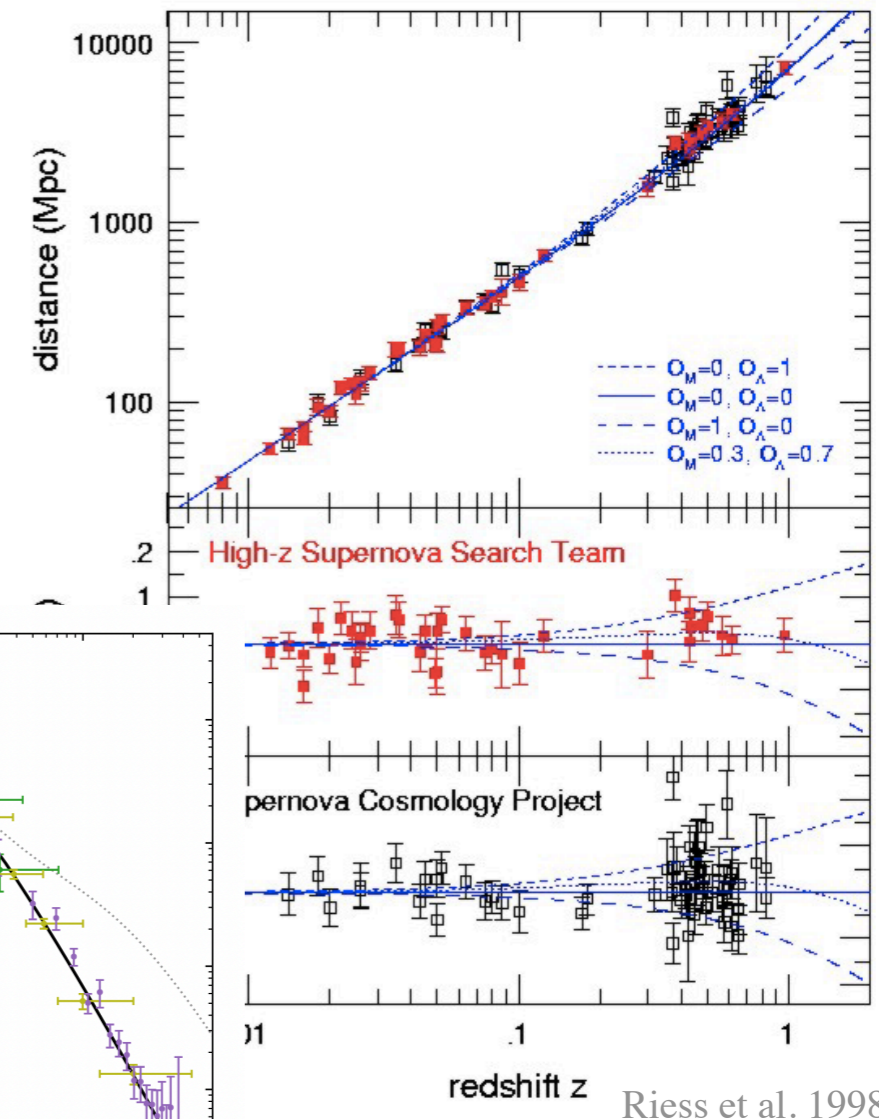 10000
distance (Mpc)
1000
100
O_M=0, O_Λ=1
O_M=0, O_Λ=0
O_M=1, O_Λ=0
O_M=0.3, O_Λ=0.7
.2
High-z Supernova Search Team
1
pernova Cosmology Project
01
.1
1
redshift z
Riess et al. 1998